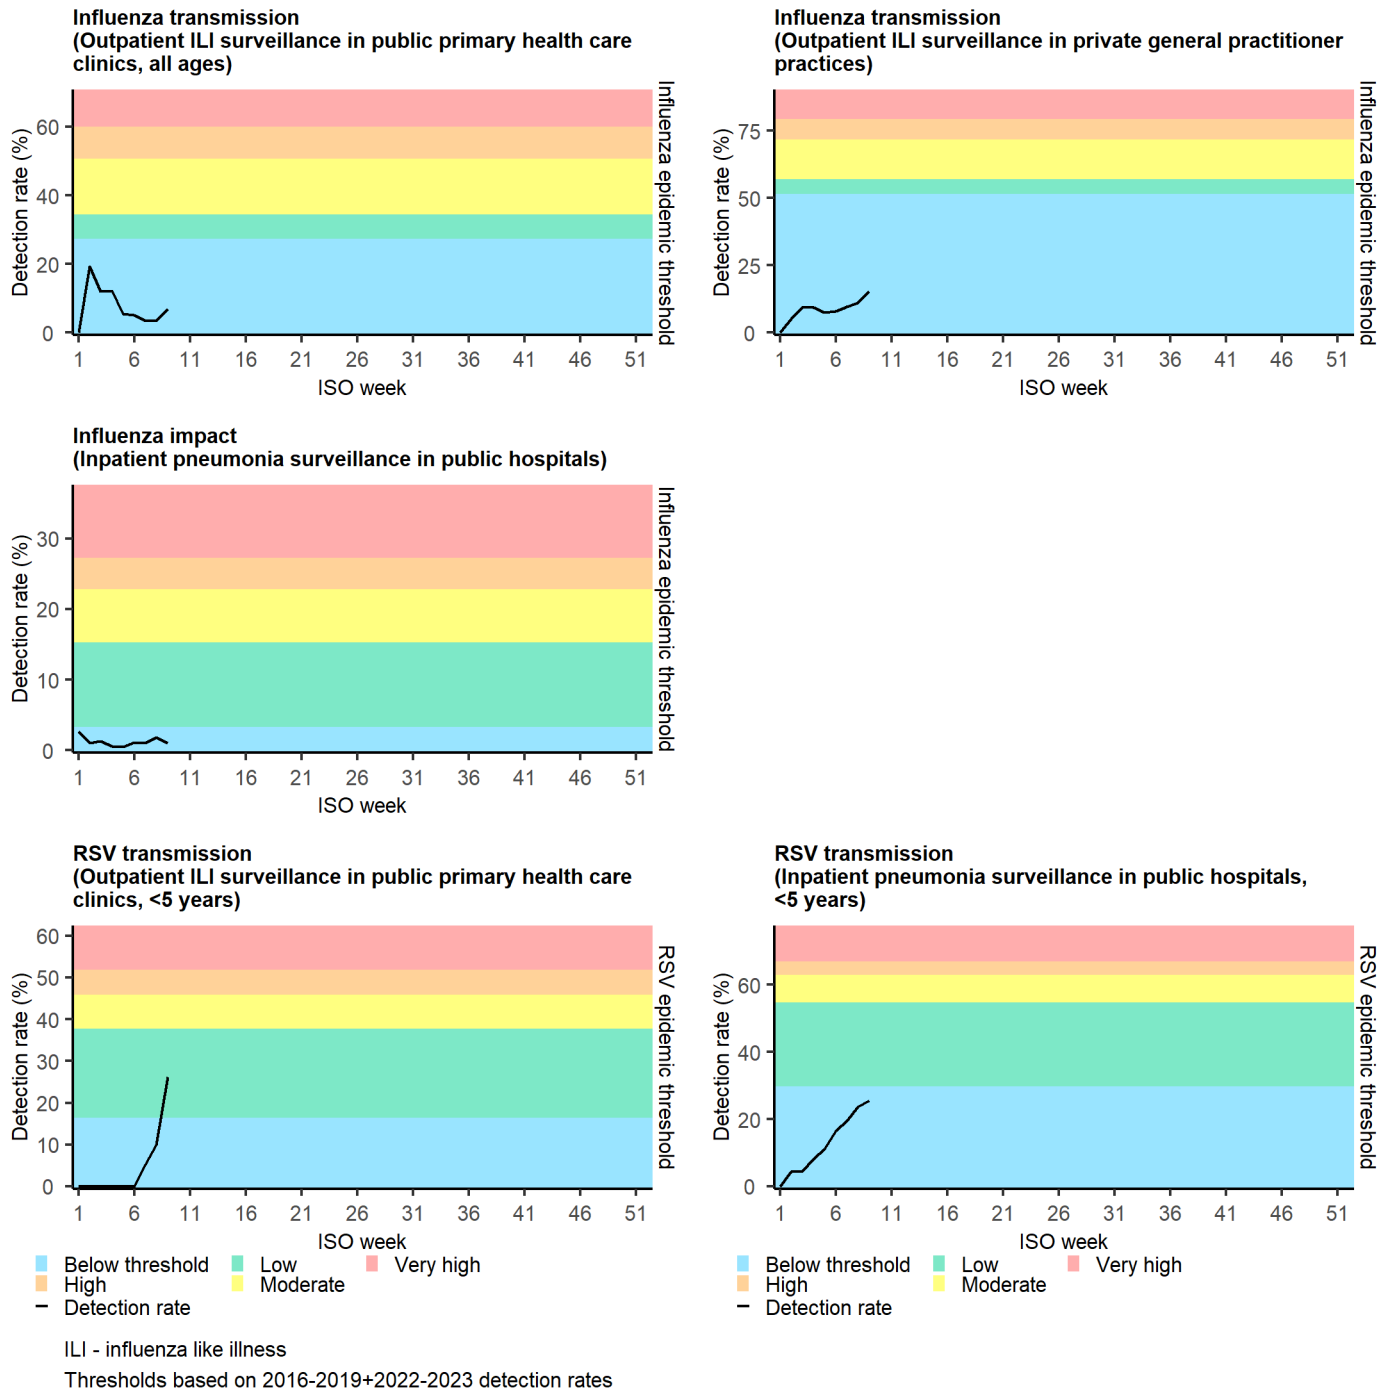 Influenza transmission
(Outpatient ILI surveillance in public primary health care
clinics, all ages)
Detection rate (%)
60
40
20
0
1 6 11 16 21 26 31 36 41 46 51
ISO week
Influenza epidemic threshold
Influenza transmission
(Outpatient ILI surveillance in private general practitioner
practices)
Detection rate (%)
75
50
25
0
1 6 11 16 21 26 31 36 41 46 51
ISO week
Influenza epidemic threshold
Influenza impact
(Inpatient pneumonia surveillance in public hospitals)
Detection rate (%)
30
20
10
0
1 6 11 16 21 26 31 36 41 46 51
ISO week
Influenza epidemic threshold
RSV transmission
(Outpatient ILI surveillance in public primary health care
clinics, <5 years)
Detection rate (%)
60
50
40
30
20
10
0
1 6 11 16 21 26 31 36 41 46 51
ISO week
RSV epidemic threshold
Below threshold Low Very high
High Moderate
Detection rate
RSV transmission
(Inpatient pneumonia surveillance in public hospitals,
<5 years)
Detection rate (%)
60
40
20
0
1 6 11 16 21 26 31 36 41 46 51
ISO week
RSV epidemic threshold
Below threshold Low Very high
High Moderate
Detection rate
ILI - influenza like illness
Thresholds based on 2016-2019+2022-2023 detection rates